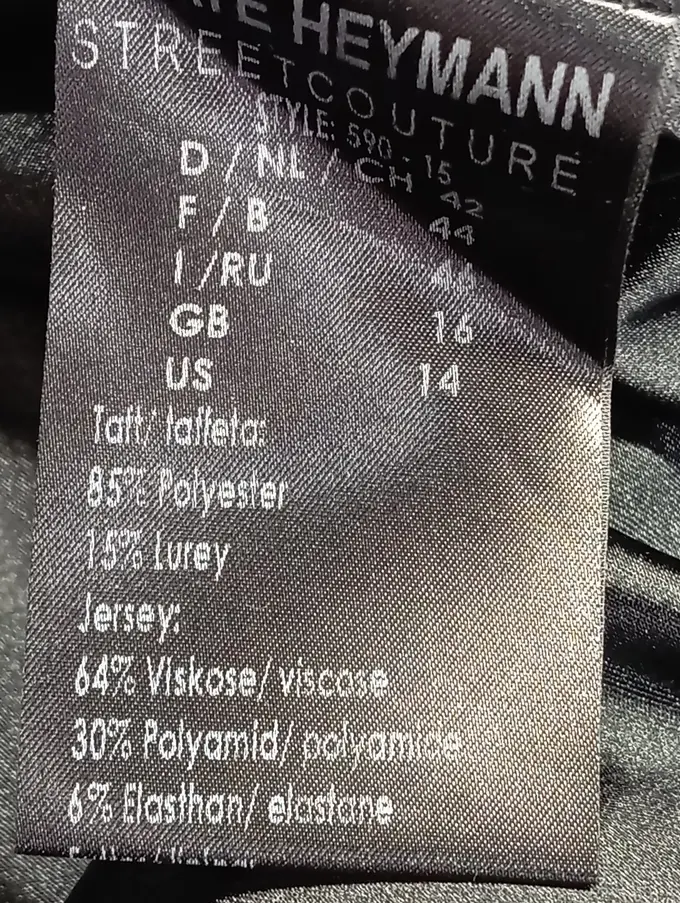 HEYMANN
STREETCOUTURE
STYLE: 590 - 15
D / NL / CH 42
F / B 44
I /RU
GB 16
US 14
Taft/ taffeta:
85% Polyester
15% Lurey
Jersey:
64% Viskose/ viscose
30% Polyamid/ polyamide
6% Elasthan/ elastane